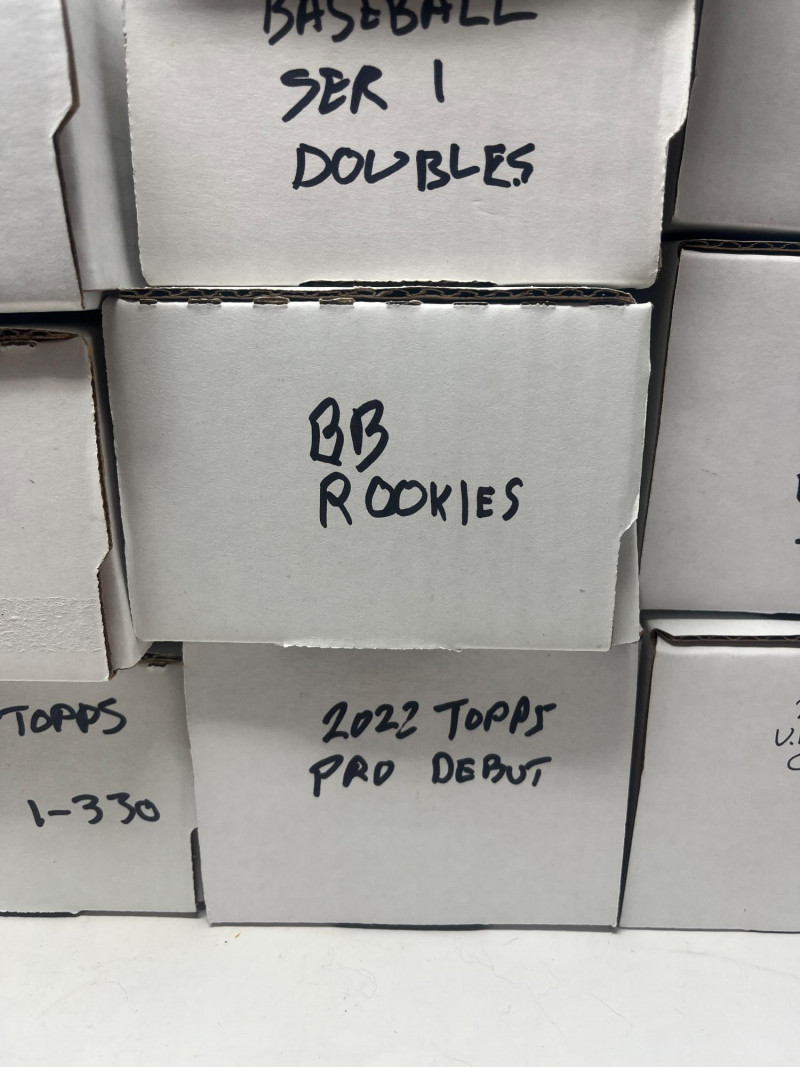 BASEBALL
SER 1
DOUBLES
BB
ROOKIES
TOPPS
1-330
2022 TOPPS
PRO DEBUT